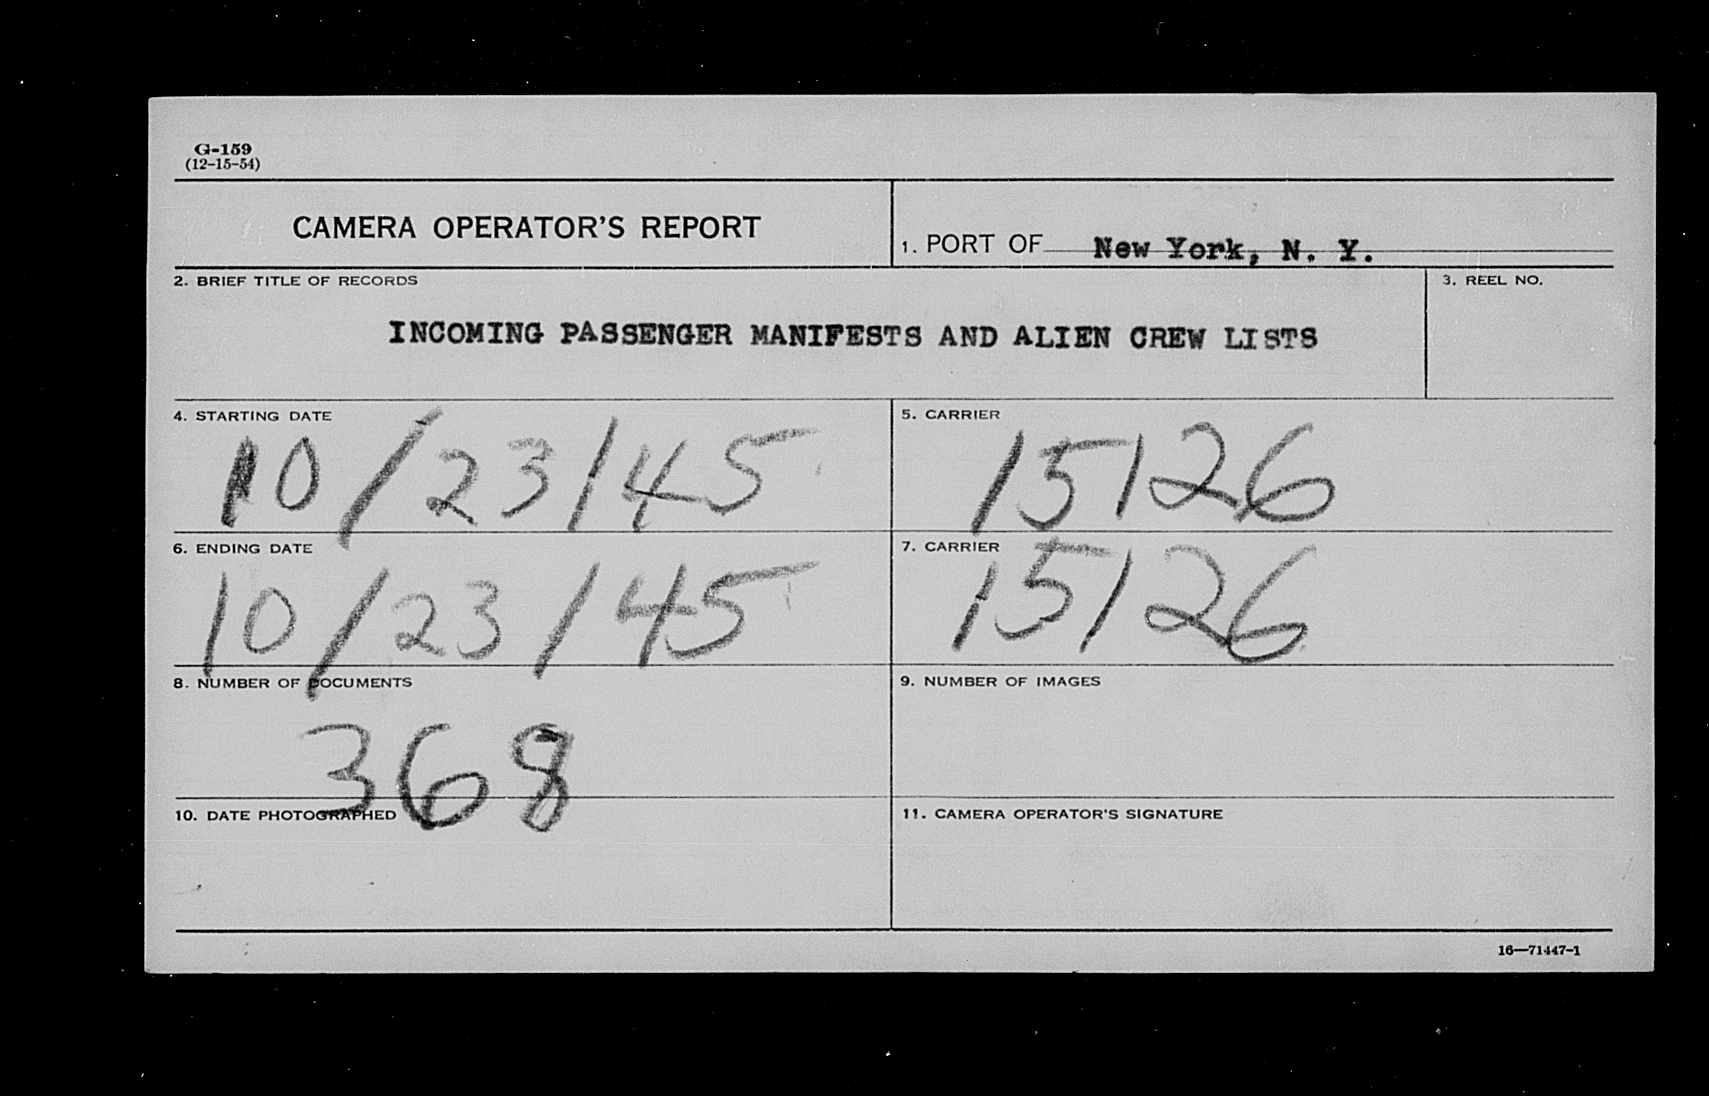 G-159
(12-15-54)
CAMERA OPERATOR'S REPORT
1. PORT OF New York, N. Y.
2. BRIEF TITLE OF RECORDS
3. REEL NO.
INCOMING PASSENGER MANIFESTS AND ALIEN CREW LISTS
4. STARTING DATE
10/23/45
5. CARRIER
15126
6. ENDING DATE
10/23/45
7. CARRIER
15126
8. NUMBER OF DOCUMENTS
368
9. NUMBER OF IMAGES
10. DATE PHOTOGRAPHED
11. CAMERA OPERATOR'S SIGNATURE
16—71447-1